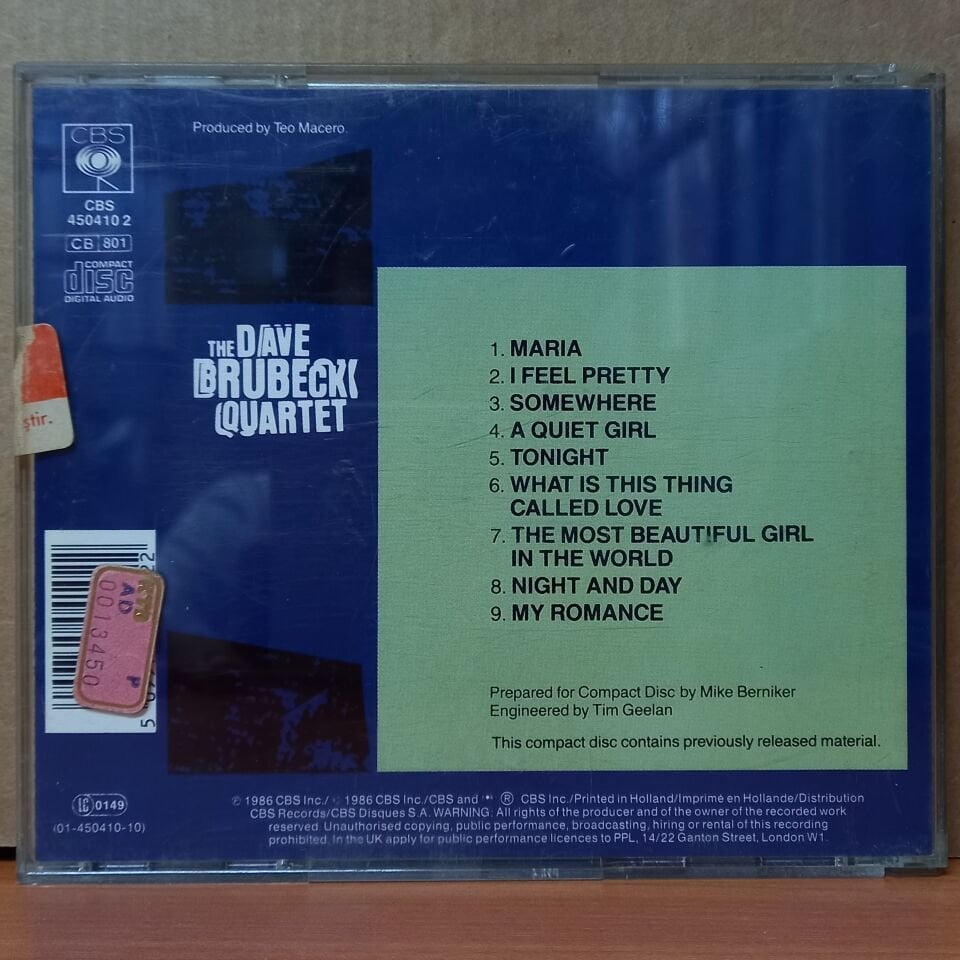 CBS
Produced by Teo Macero.
CBS
450410 2
CB 801
COMPACT
disc
DIGITAL AUDIO
THE DAVE
BRUBECK
QUARTET
1. MARIA
2. I FEEL PRETTY
3. SOMEWHERE
4. A QUIET GIRL
5. TONIGHT
6. WHAT IS THIS THING
CALLED LOVE
7. THE MOST BEAUTIFUL GIRL
IN THE WORLD
8. NIGHT AND DAY
9. MY ROMANCE
Prepared for Compact Disc by Mike Berniker
Engineered by Tim Geelan
This compact disc contains previously released material.
ştir.
AD
0013450
P
LC 0149
(01-450410-10)
℗ 1986 CBS Inc./© 1986 CBS Inc./CBS and ® CBS Inc./Printed in Holland/Imprimé en Hollande/Distribution
CBS Records/CBS Disques S.A. WARNING: All rights of the producer and of the owner of the recorded work
reserved. Unauthorised copying, public performance, broadcasting, hiring or rental of this recording
prohibited. In the UK apply for public performance licences to PPL, 14/22 Ganton Street, London W1.